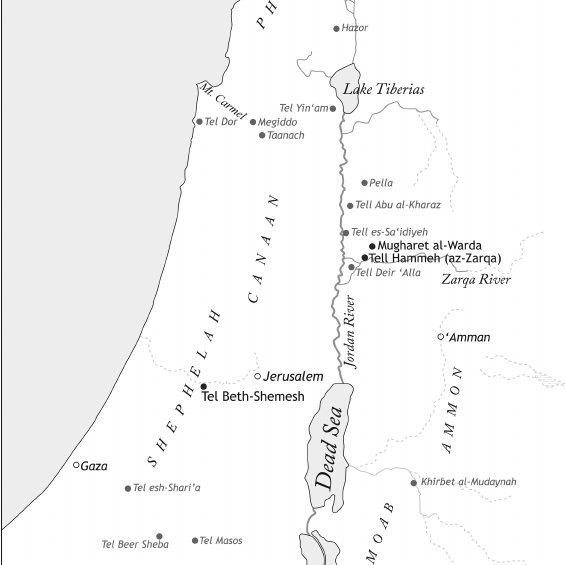 PH
Hazor
Lake Tiberias
Mt. Carmel
Tel Yin‘am
Tel Dor
Megiddo
Taanach
Pella
CANAAN
Tell Abu al-Kharaz
Tell es-Sa‘idiyeh
Mugharet al-Warda
Tell Hammeh (az-Zarqa)
Tell Deir ‘Alla
Zarqa River
Jordan River
‘Amman
SHEPHELAH
Jerusalem
Tel Beth-Shemesh
AMMON
Dead Sea
Gaza
Tel esh-Shari’a
Khirbet al-Mudaynah
Tel Beer Sheba
Tel Masos
MOAB